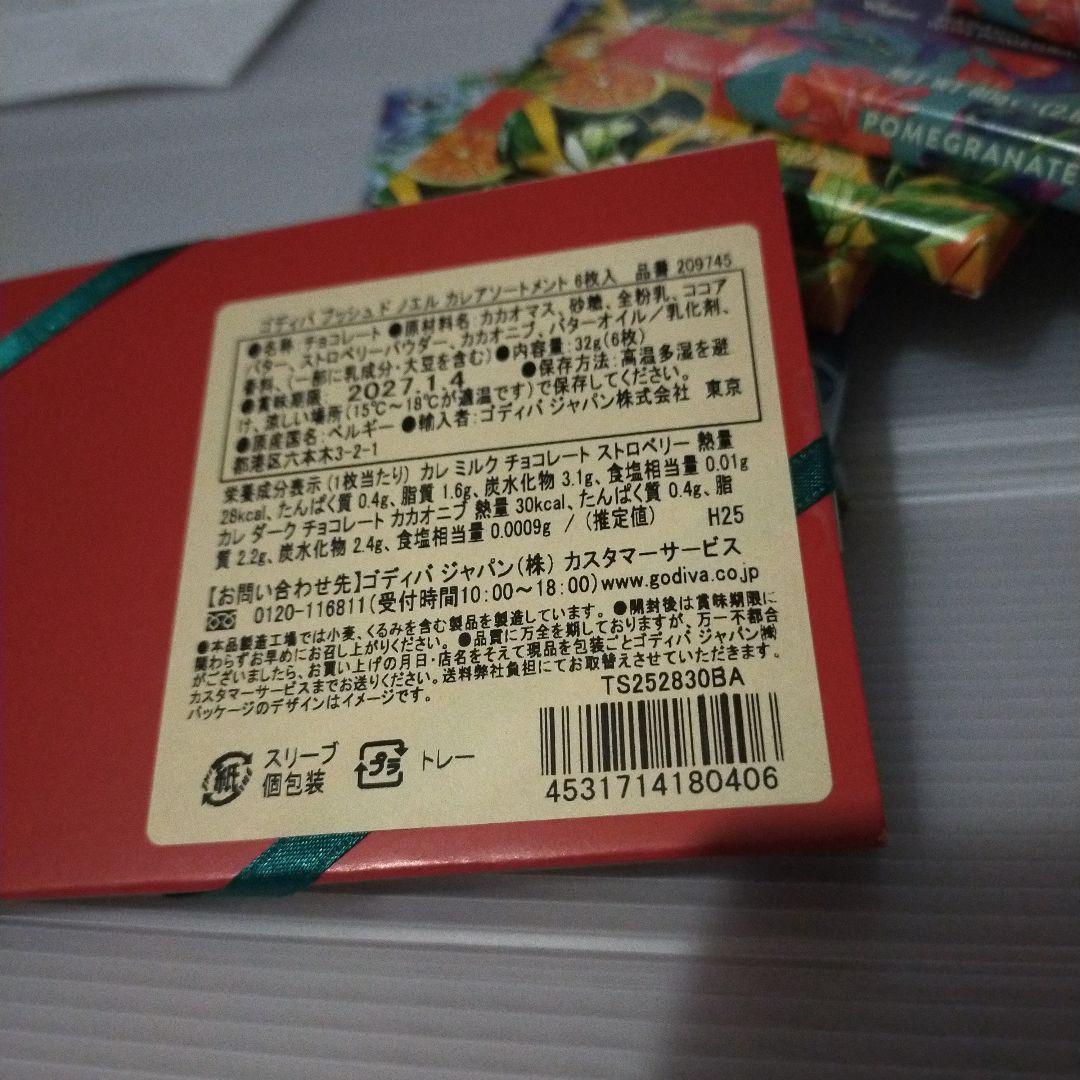 ゴディバ ブッシュ ド ノエル カレアソートメント 6枚入 品番 209745
●名称 チョコレート ●原材料名: カカオマス、砂糖、全粉乳、ココア
バター、ストロベリーパウダー、カカオニブ、バターオイル／乳化剤、
香料、(一部に乳成分・大豆を含む) ●内容量: 32g(6枚)
●賞味期限: 2027.1.4 ●保存方法: 高温多湿を避
け、涼しい場所(15℃～18℃が適温です)で保存してください。
●原産国名: ベルギー ●輸入者: ゴディバ ジャパン株式会社 東京
都港区六本木3-2-1
栄養成分表示 (1枚当たり) カレ ミルク チョコレート ストロベリー 熱量
28kcal、たんぱく質 0.4g、脂質 1.6g、炭水化物 3.1g、食塩相当量 0.01g
カレ ダーク チョコレート カカオニブ 熱量 30kcal、たんぱく質 0.4g、脂
質 2.2g、炭水化物 2.4g、食塩相当量 0.0009g / (推定値) H25
【お問い合わせ先】ゴディバ ジャパン(株) カスタマーサービス
0120-116811(受付時間10:00～18:00)www.godiva.co.jp
●本品製造工場では小麦、くるみを含む製品を製造しています。 ●開封後は賞味期限に
関わらずお早めにお召し上がりください。 ●品質に万全を期しておりますが、万一不都合
がございましたら、お買い上げの月日・店名をそえて現品を包装ごとゴディバ ジャパン㈱
カスタマーサービスまでお送りください。送料弊社負担にてお取替えさせていただきます。
パッケージのデザインはイメージです。
TS252830BA
紙 スリーブ
個包装
プラ トレー
4531714180406
POMEGRANATE